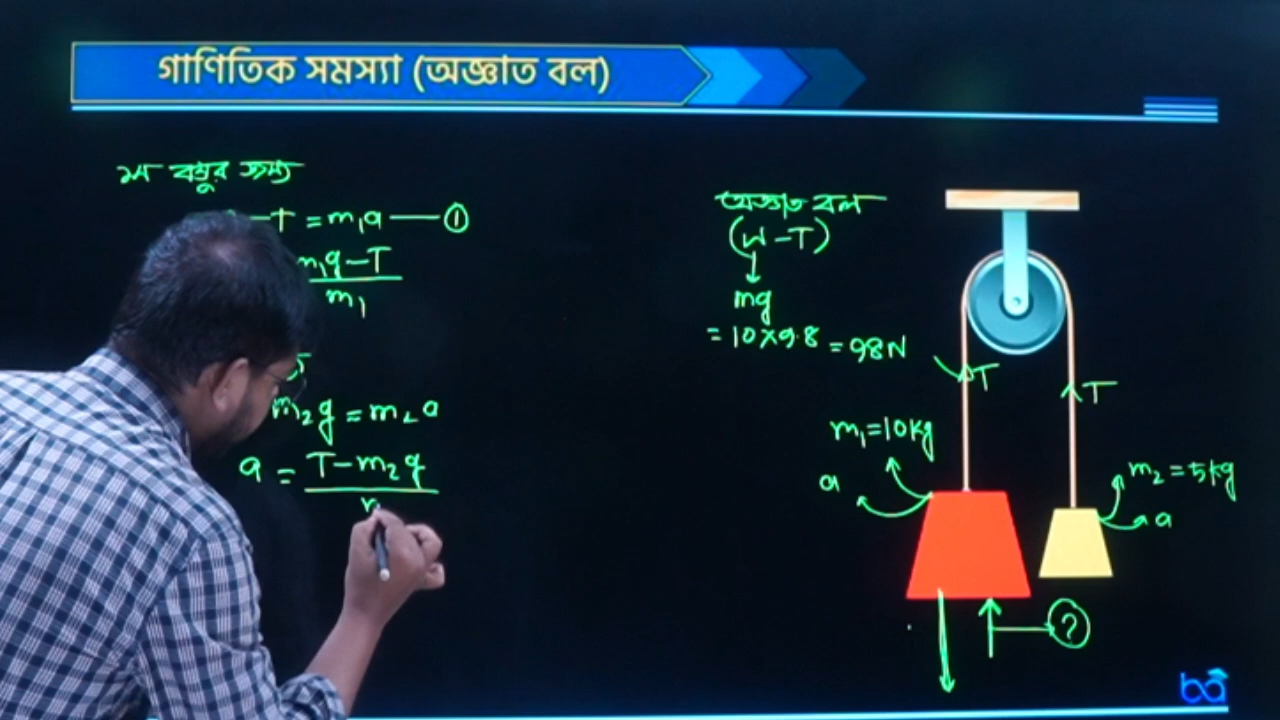 গাণিতিক সমস্যা (অজ্ঞাত বল)
১ম বস্তুর জন্য
-T = m₁a — ①
m₁g-T
m₁
m₂g = m₂a
a = T-m₂g
অজ্ঞাত বল
(W-T)
mg
= 10×9.8 = 98N
T
T
m₁=10kg
a
m₂=5kg
a
?